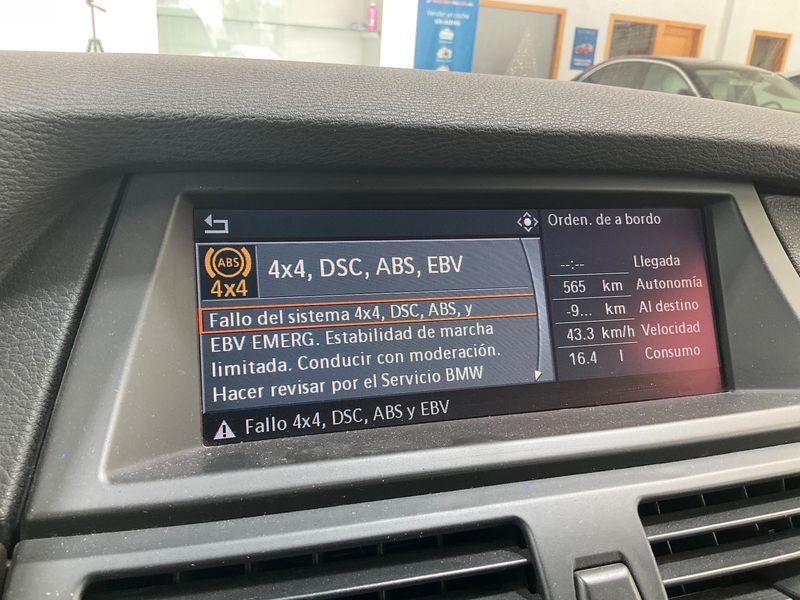 Orden. de a bordo
ABS
4x4
4x4, DSC, ABS, EBV
Fallo del sistema 4x4, DSC, ABS, y
EBV EMERG. Estabilidad de marcha
limitada. Conducir con moderación.
Hacer revisar por el Servicio BMW
Fallo 4x4, DSC, ABS y EBV
--:-- Llegada
565 km Autonomía
-9... km Al destino
43.3 km/h Velocidad
16.4 l Consumo